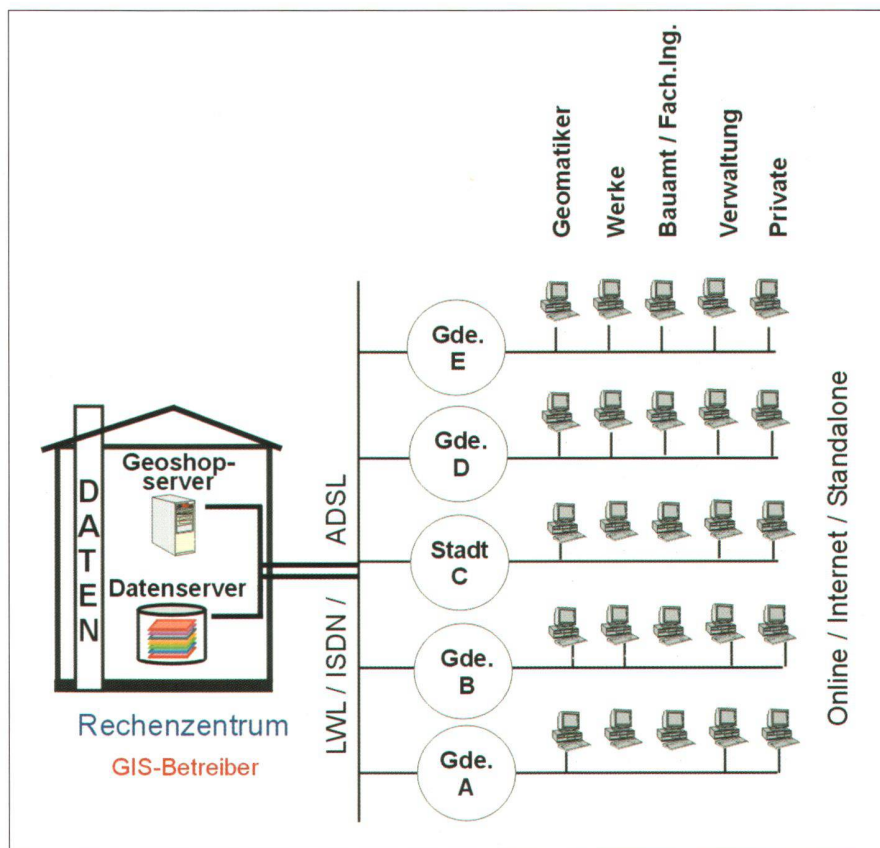 Geomatiker
Werke
Bauamt / Fach.Ing.
Verwaltung
Private
Gde.
E
Gde.
D
Stadt
C
Gde.
B
Gde.
A
DATEN
Geoshop-
server
Datenserver
Rechenzentrum
GIS-Betreiber
LWL / ISDN / ADSL
Online / Internet / Standalone